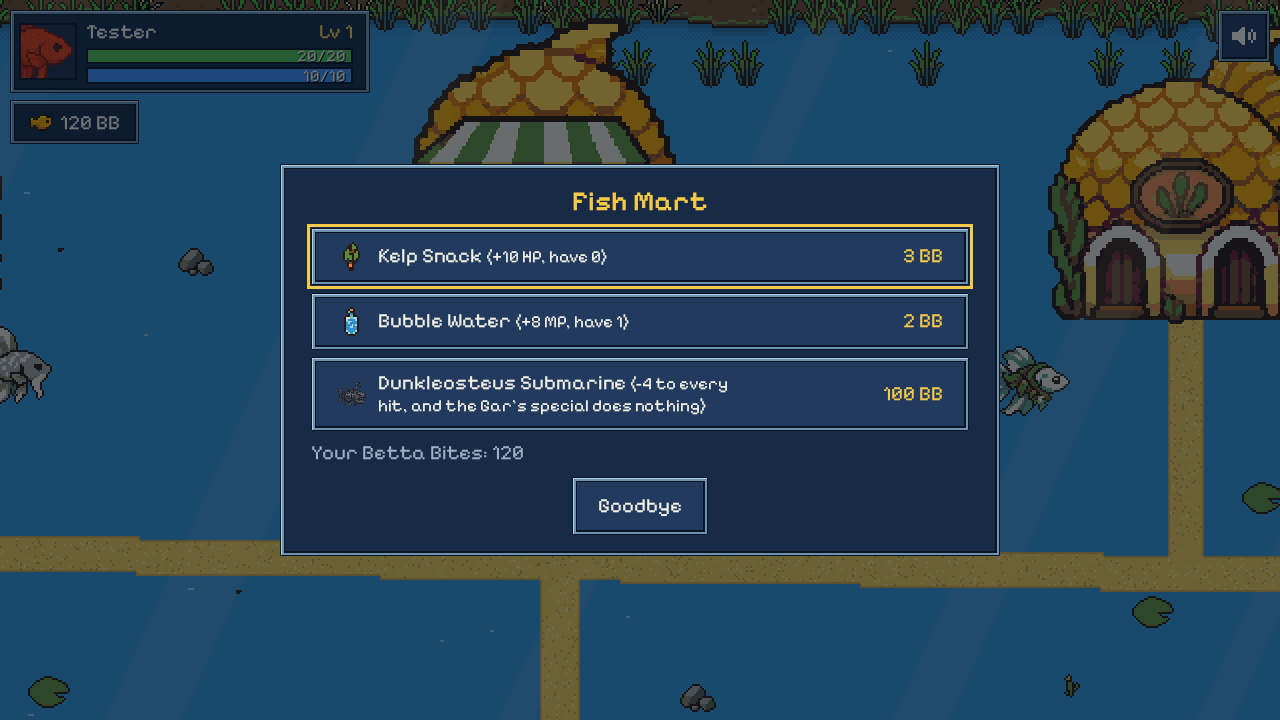 Tester Lv 1
20/20
10/10
120 BB
Fish Mart
Kelp Snack (+10 HP, have 0) 3 BB
Bubble Water (+8 MP, have 1) 2 BB
Dunkleosteus Submarine (-4 to every
hit, and the Gar's special does nothing) 100 BB
Your Betta Bites: 120
Goodbye